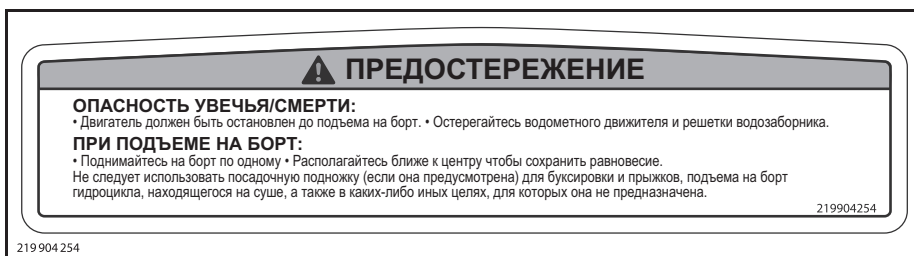 ПРЕДОСТЕРЕЖЕНИЕ
ОПАСНОСТЬ УВЕЧЬЯ/СМЕРТИ:
• Двигатель должен быть остановлен до подъема на борт. • Остерегайтесь водометного движителя и решетки водозаборника.
ПРИ ПОДЪЕМЕ НА БОРТ:
• Поднимайтесь на борт по одному • Располагайтесь ближе к центру чтобы сохранить равновесие.
Не следует использовать посадочную подножку (если она предусмотрена) для буксировки и прыжков, подъема на борт
гидроцикла, находящегося на суше, а также в каких-либо иных целях, для которых она не предназначена.
219904254
219 904 254